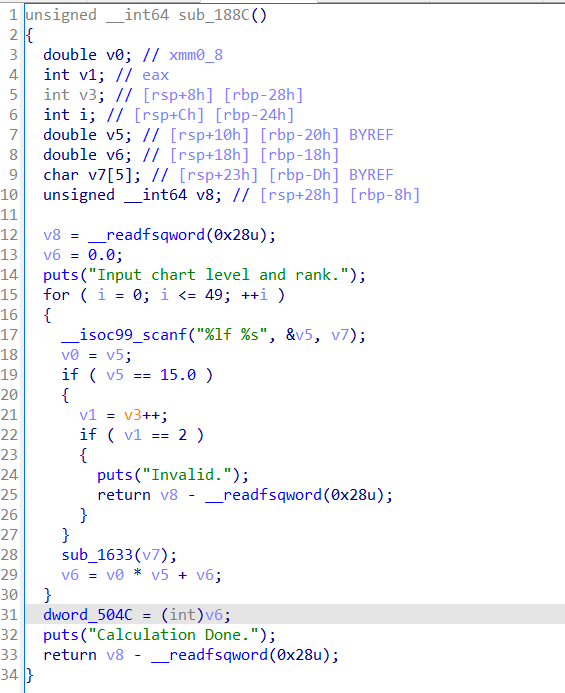 1 unsigned __int64 sub_188C()
2 {
3   double v0; // xmm0_8
4   int v1; // eax
5   int v3; // [rsp+8h] [rbp-28h]
6   int i; // [rsp+Ch] [rbp-24h]
7   double v5; // [rsp+10h] [rbp-20h] BYREF
8   double v6; // [rsp+18h] [rbp-18h]
9   char v7[5]; // [rsp+23h] [rbp-Dh] BYREF
10   unsigned __int64 v8; // [rsp+28h] [rbp-8h]
11
12   v8 = __readfsqword(0x28u);
13   v6 = 0.0;
14   puts("Input chart level and rank.");
15   for ( i = 0; i <= 49; ++i )
16   {
17     __isoc99_scanf("%lf %s", &v5, v7);
18     v0 = v5;
19     if ( v5 == 15.0 )
20     {
21       v1 = v3++;
22       if ( v1 == 2 )
23       {
24         puts("Invalid.");
25         return v8 - __readfsqword(0x28u);
26       }
27     }
28     sub_1633(v7);
29     v6 = v0 * v5 + v6;
30   }
31   dword_504C = (int)v6;
32   puts("Calculation Done.");
33   return v8 - __readfsqword(0x28u);
34 }